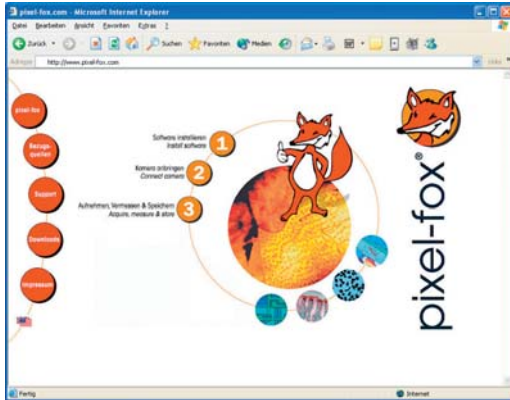 pixel-fox.com - Microsoft Internet Explorer
Datei Bearbeiten Ansicht Favoriten Extras ?
Zurück Suchen Favoriten Medien
Adresse http://www.pixel-fox.com Links
pixel-fox
Bezugs-
quellen
Support
Downloads
Impressum
Software installieren
Install software
1
Kamera anbringen
Connect camera
2
Aufnehmen, Vermessen & Speichern
Acquire, measure & store
3
pixel-fox®
Fertig Internet